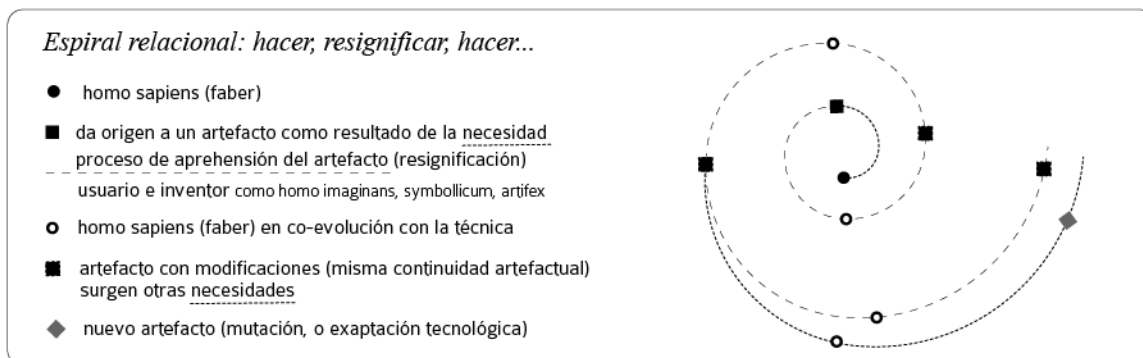 Espiral relacional: hacer, resignificar, hacer...
homo sapiens (faber)
da origen a un artefacto como resultado de la necesidad
proceso de aprehensión del artefacto (resignificación)
usuario e inventor como homo imaginans, symbollicum, artifex
homo sapiens (faber) en co-evolución con la técnica
artefacto con modificaciones (misma continuidad artefactual)
surgen otras necesidades
nuevo artefacto (mutación, o exaptación tecnológica)